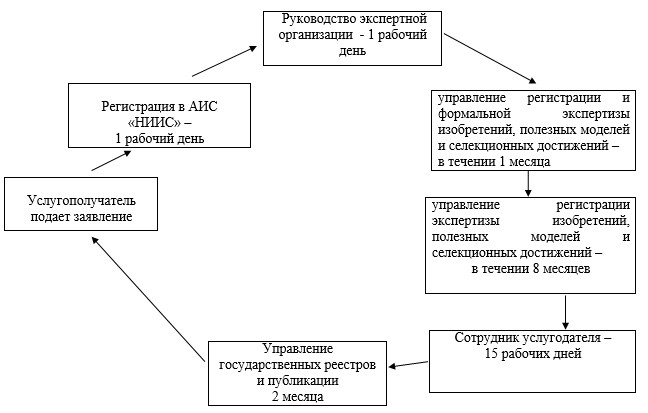 Руководство экспертной
организации - 1 рабочий
день
Регистрация в АИС
«НИИС» –
1 рабочий день
управление регистрации и
формальной экспертизы
изобретений, полезных моделей
и селекционных достижений –
в течении 1 месяца
Услугополучатель
подает заявление
управление регистрации
экспертизы изобретений,
полезных моделей и
селекционных достижений –
в течении 8 месяцев
Сотрудник услугодателя –
15 рабочих дней
Управление
государственных реестров
и публикации
2 месяца